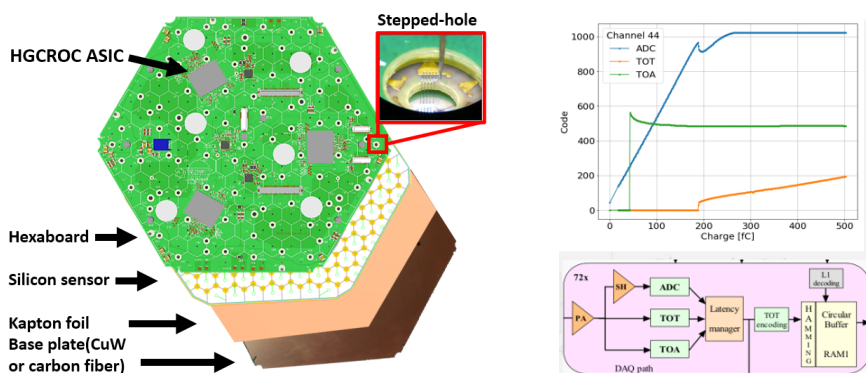 Stepped-hole
HGCROC ASIC
Hexaboard
Silicon sensor
Kapton foil
Base plate(CuW
or carbon fiber)
Channel 44
ADC
TOT
TOA
Code
1000
800
600
400
200
0
0
100
200
300
400
500
Charge [fC]
72x
L1
decoding
SH
ADC
PA
TOT
TOA
Latency
manager
TOT
encoding
HAMMING
Circular
Buffer
RAM1
DAQ path